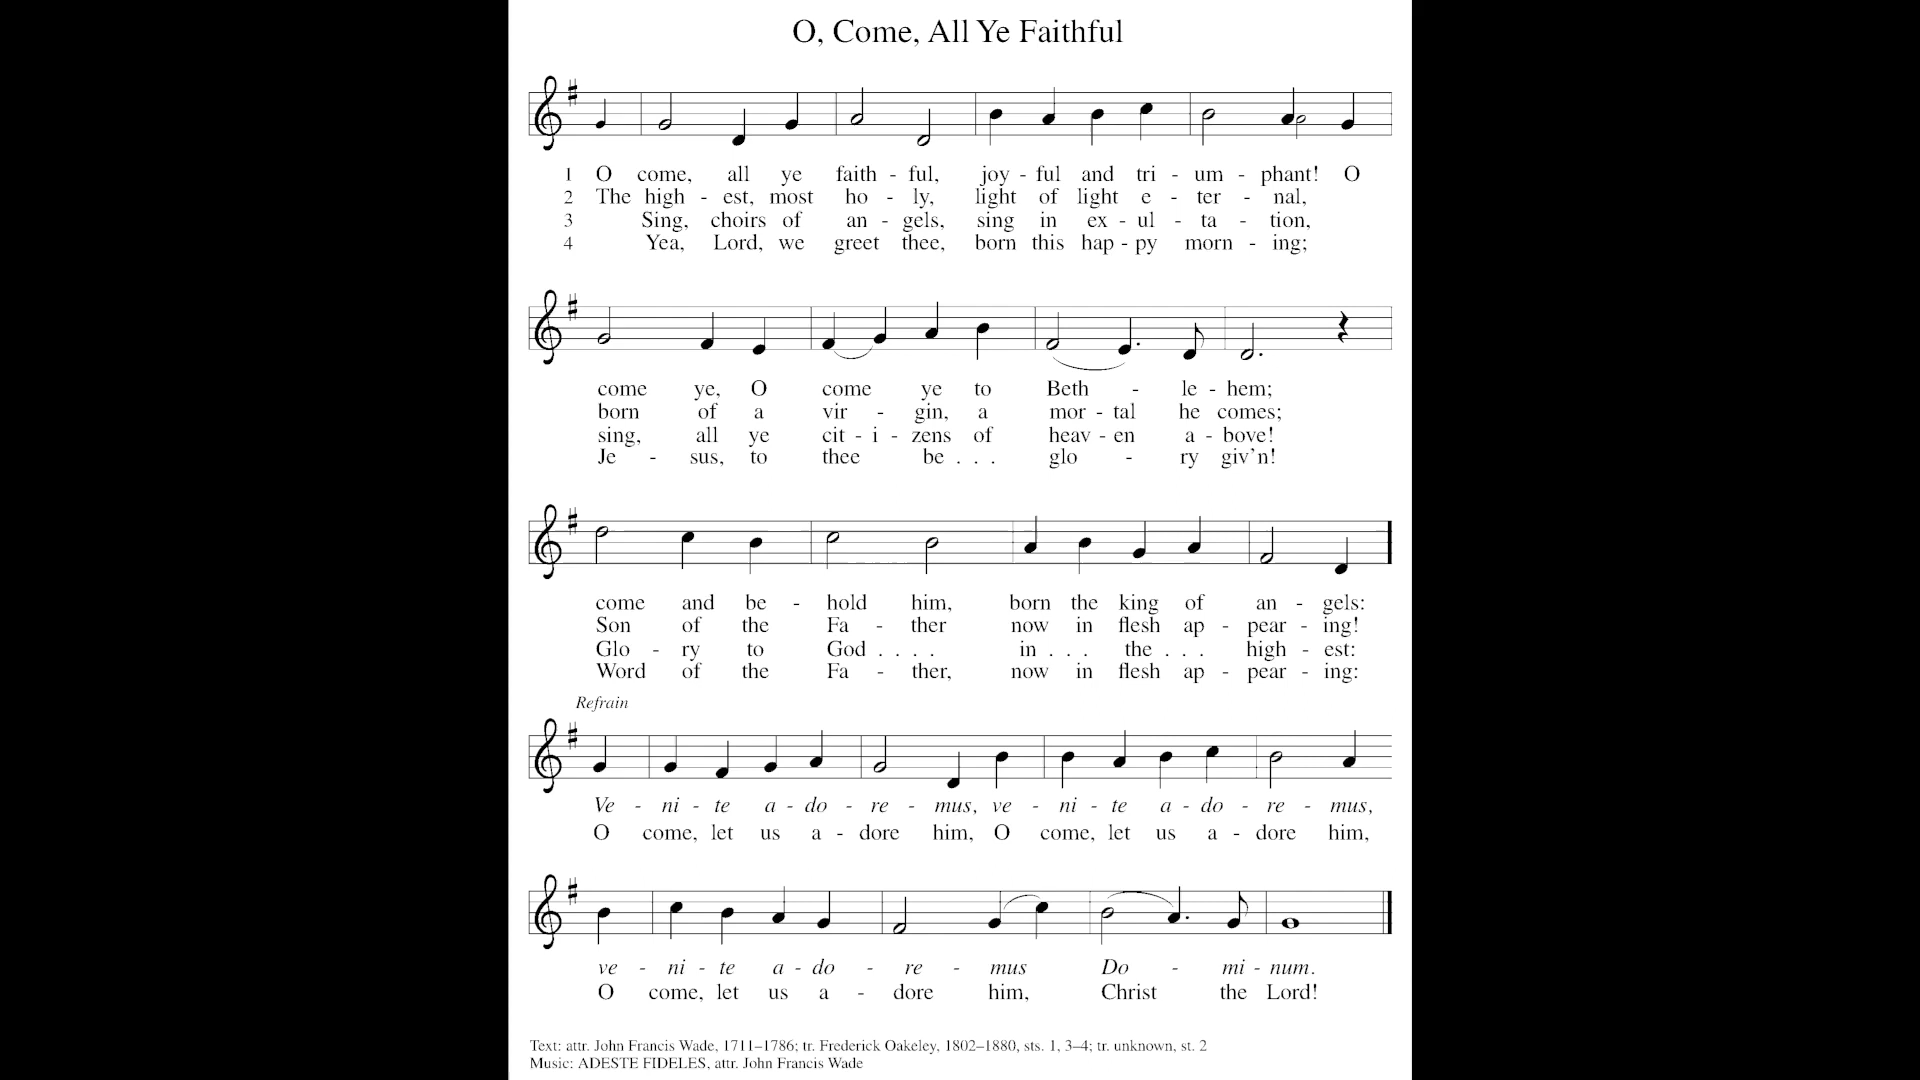 O, Come, All Ye Faithful
1 O come, all ye faith - ful, joy - ful and tri - um - phant! O
2 The high - est, most ho - ly, light of light e - ter - nal,
3 Sing, choirs of an - gels, sing in ex - ul - ta - tion,
4 Yea, Lord, we greet thee, born this hap - py morn - ing;
come ye, O come ye to Beth - le - hem;
born of a vir - gin, a mor - tal he comes;
sing, all ye cit - i - zens of heav - en a - bove!
Je - sus, to thee be . . . glo - ry giv’n!
come and be - hold him, born the king of an - gels:
Son of the Fa - ther now in flesh ap - pear - ing!
Glo - ry to God . . . . in . . . the . . . high - est:
Word of the Fa - ther, now in flesh ap - pear - ing:
Refrain
Ve - ni - te a - do - re - mus, ve - ni - te a - do - re - mus,
O come, let us a - dore him, O come, let us a - dore him,
ve - ni - te a - do - re - mus Do - mi - num.
O come, let us a - dore him, Christ the Lord!
Text: attr. John Francis Wade, 1711–1786; tr. Frederick Oakeley, 1802–1880, sts. 1, 3–4; tr. unknown, st. 2
Music: ADESTE FIDELES, attr. John Francis Wade